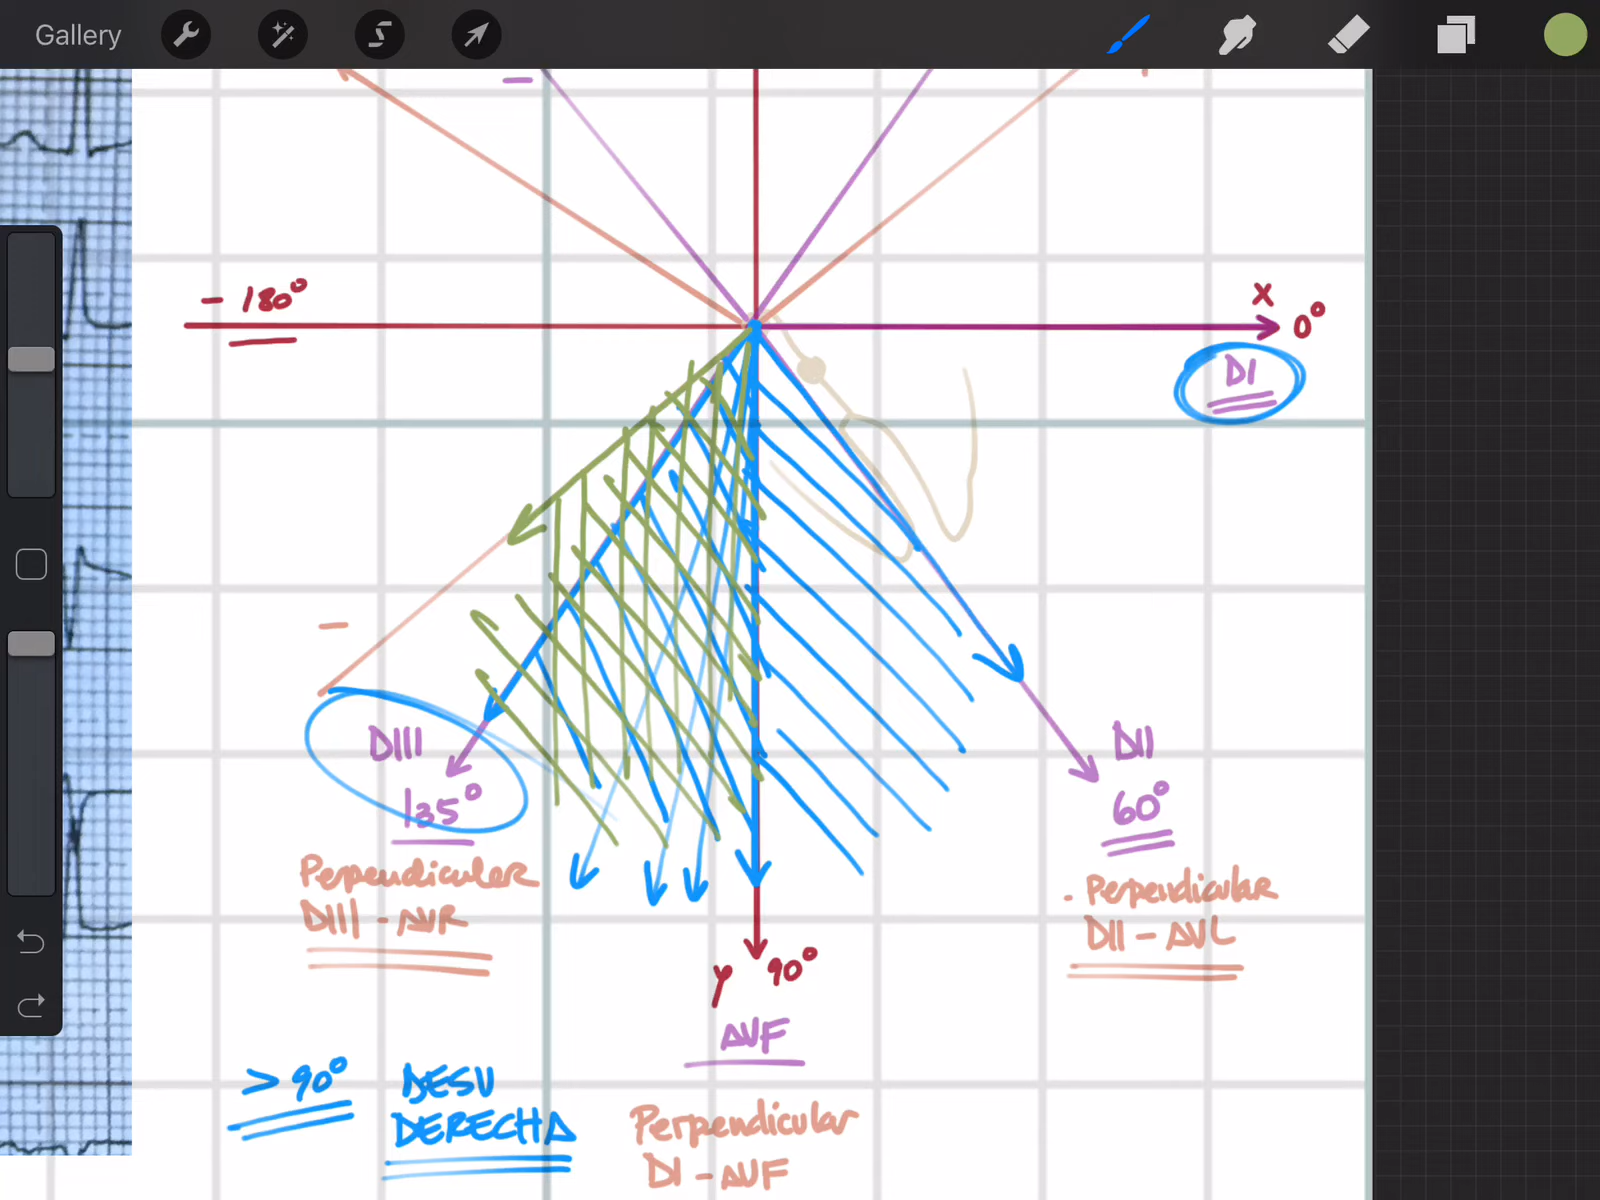 Gallery
- 180°
X
0°
DI
DIII
135°
Perpendicular
DIII - AVR
DII
60°
- Perpendicular
DII - AVL
Y 90°
AVF
> 90° DESV
DERECHA
Perpendicular
DI - AVF